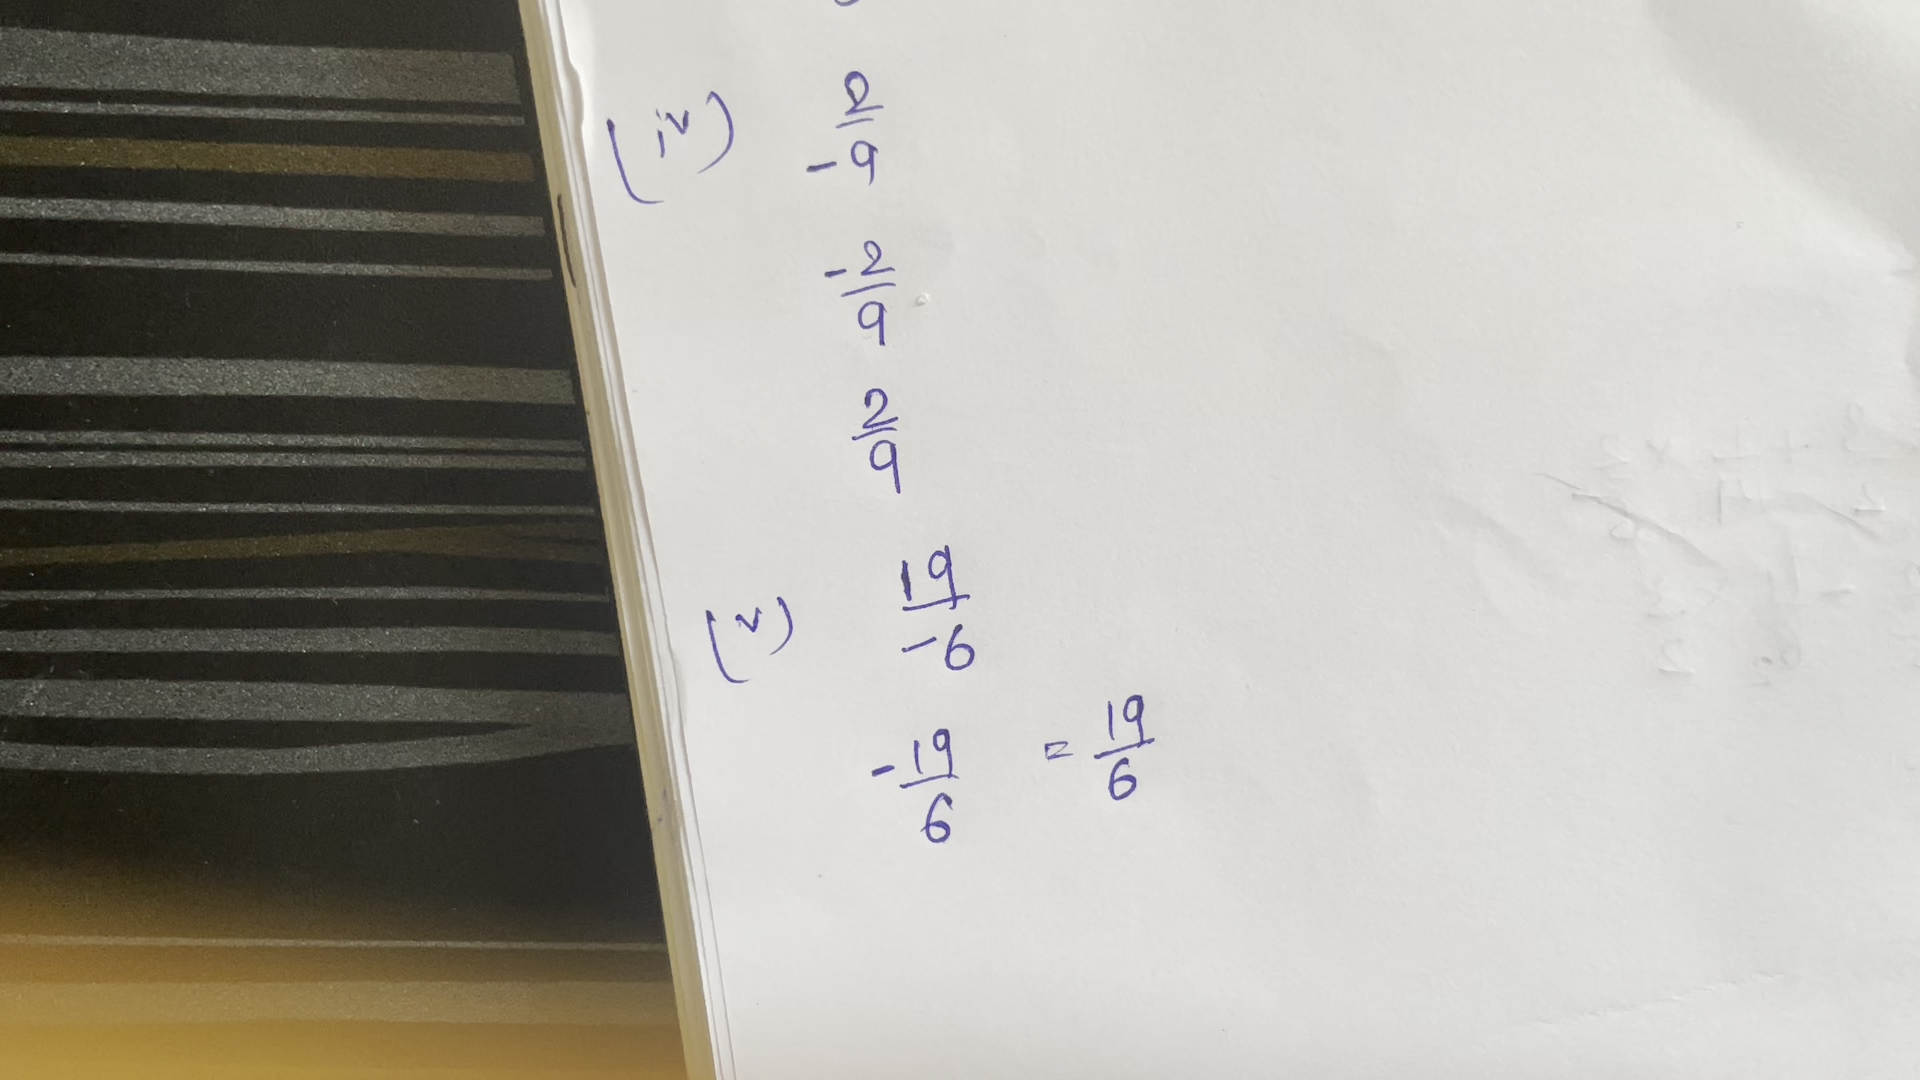 (iv) 2/-9
-2/9
2/9
(v) 19/-6
-19/6 = 19/6